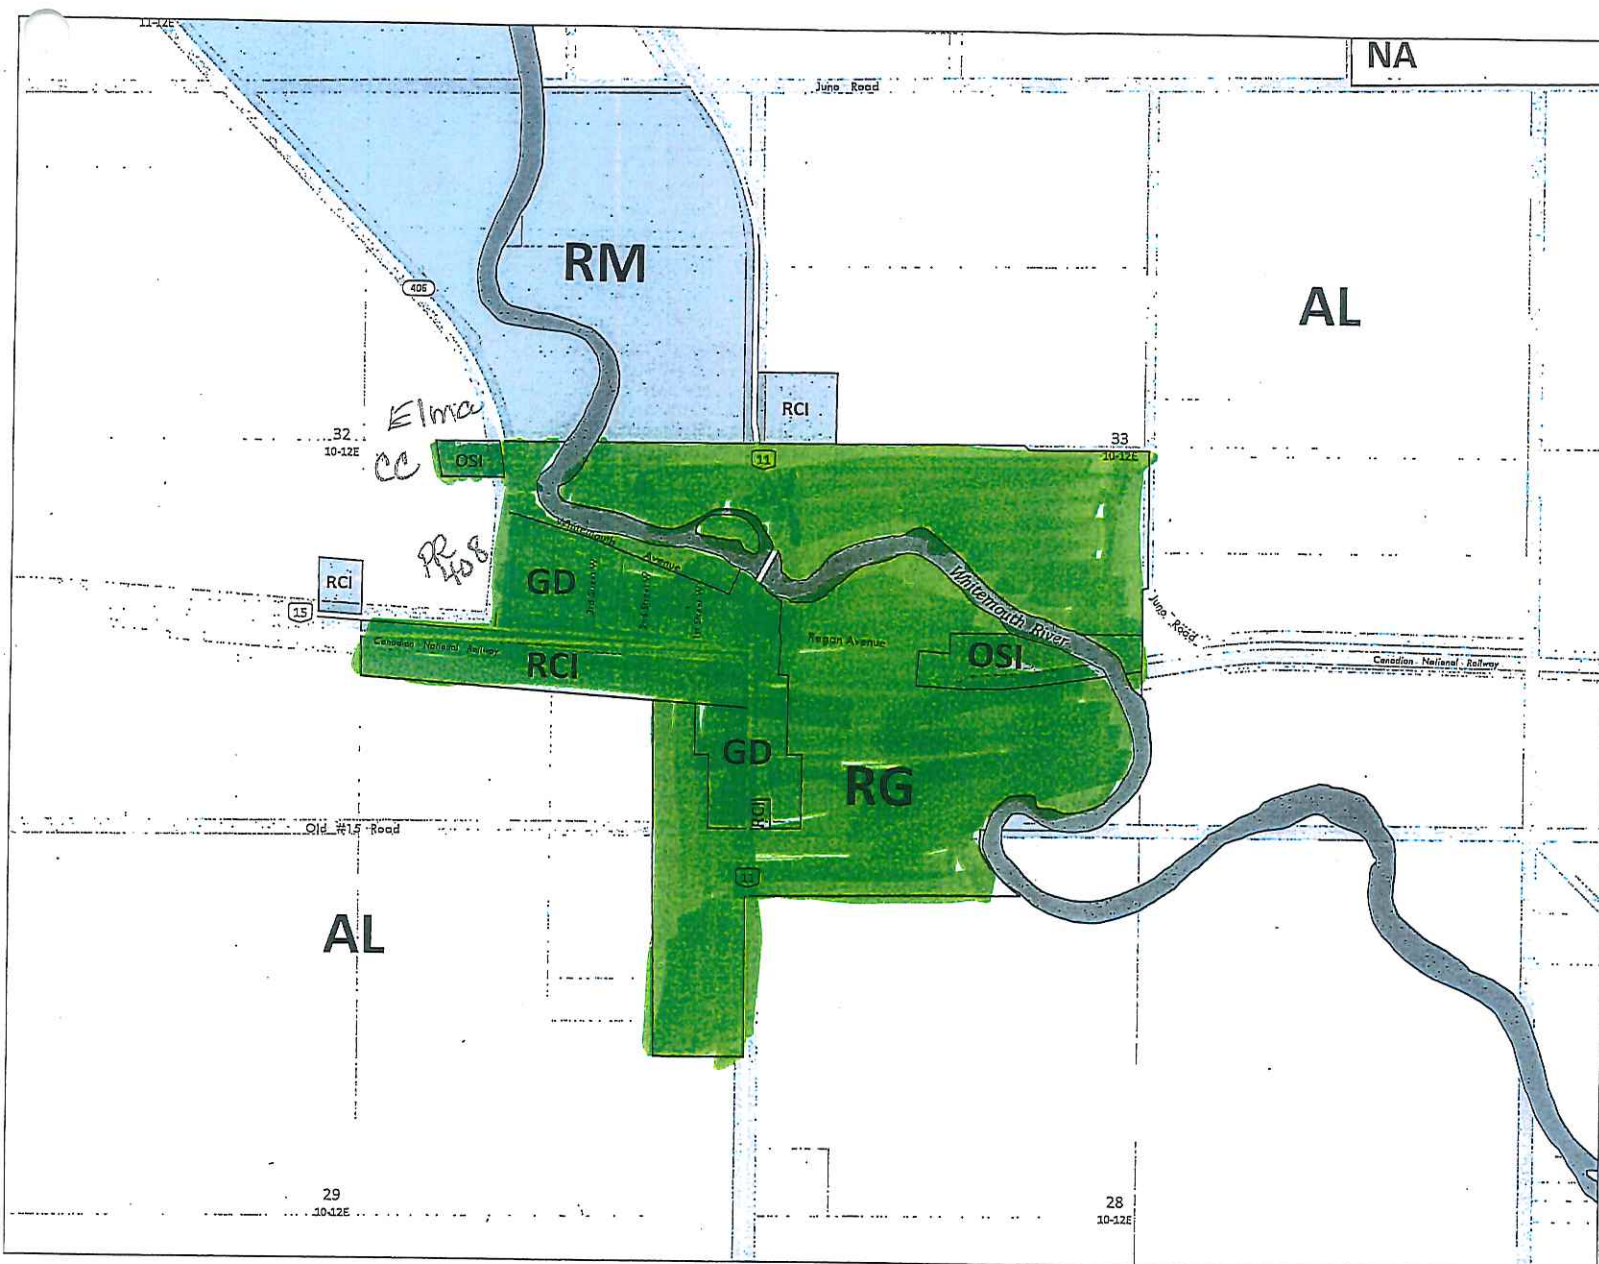 11-12E
NA
Juno Road
RM
AL
406
RCI
Elma
CC
32
10-12E
OSI
11
33
10-12E
PR
408
Whitemouth
Avenue
GD
RCI
15
Whitemouth River
Juno Road
Regan Avenue
OSI
Canadian National Railway
RCI
Canadian National Railway
GD
RG
RCI
Old #15 Road
11
AL
29
10-12E
28
10-12E